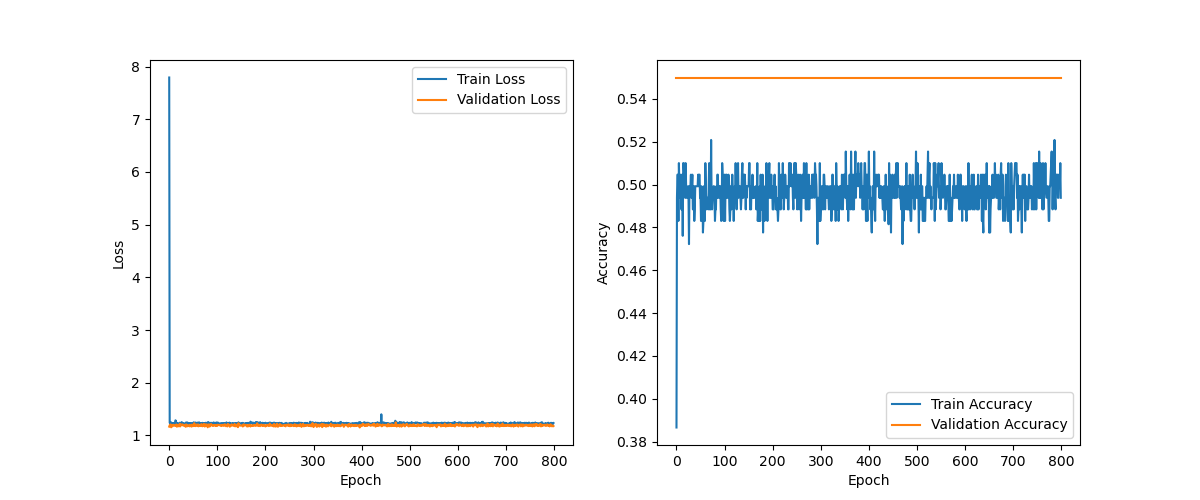 8
7
6
5
4
3
2
1
Loss
0 100 200 300 400 500 600 700 800
Epoch
Train Loss
Validation Loss
0.54
0.52
0.50
0.48
0.46
0.44
0.42
0.40
0.38
Accuracy
0 100 200 300 400 500 600 700 800
Epoch
Train Accuracy
Validation Accuracy